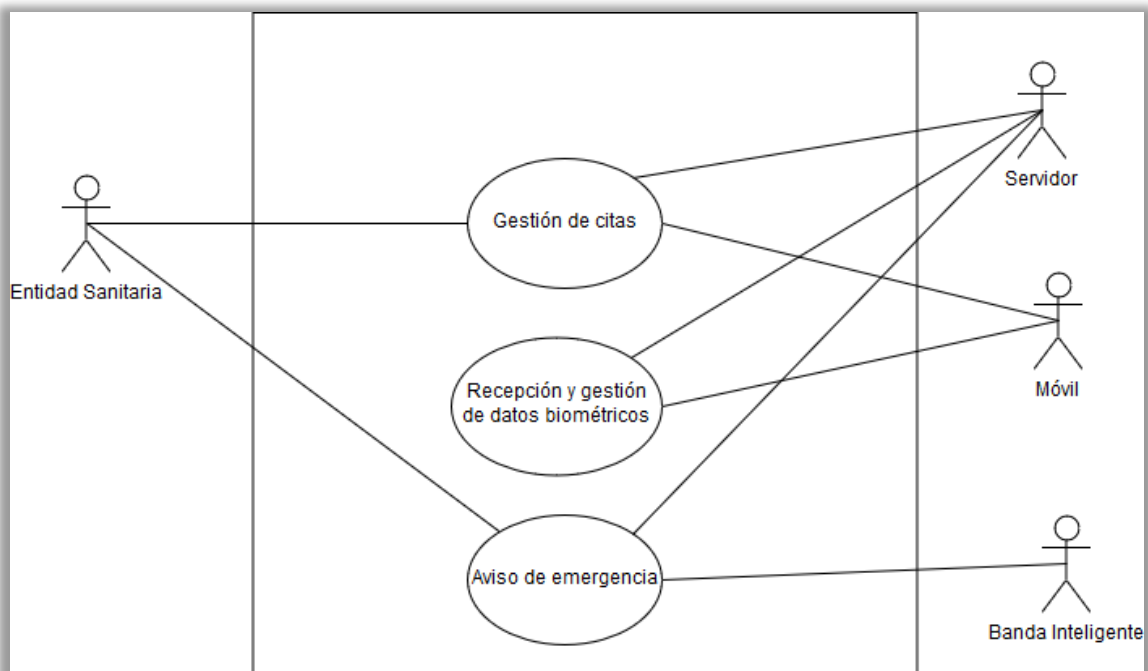 Servidor
Gestión de citas
Entidad Sanitaria
Móvil
Recepción y gestión
de datos biométricos
Aviso de emergencia
Banda Inteligente